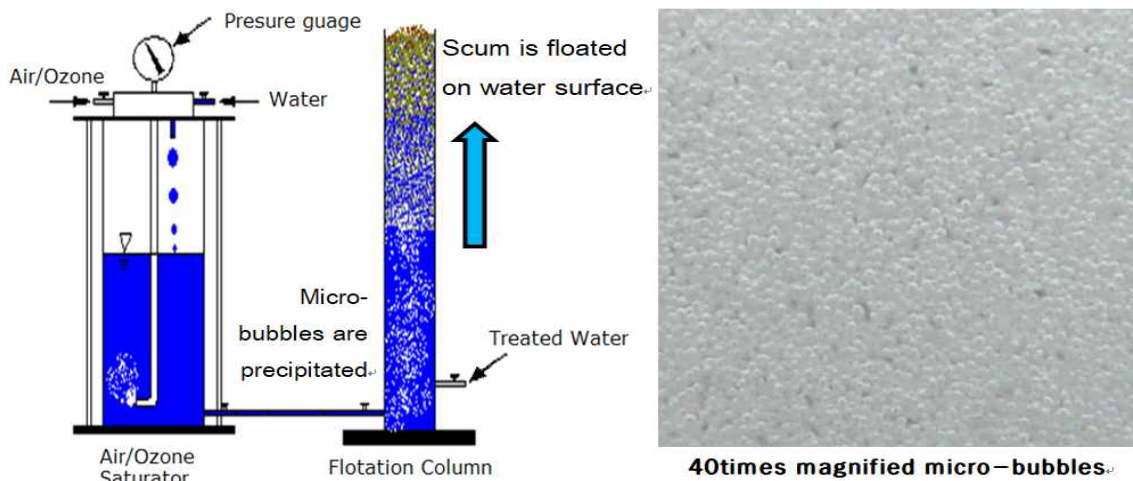 Presure guage
Air/Ozone
Water
Scum is floated
on water surface
Micro-
bubbles are
precipitated
Treated Water
Air/Ozone
Saturator
Flotation Column
40times magnified micro-bubbles